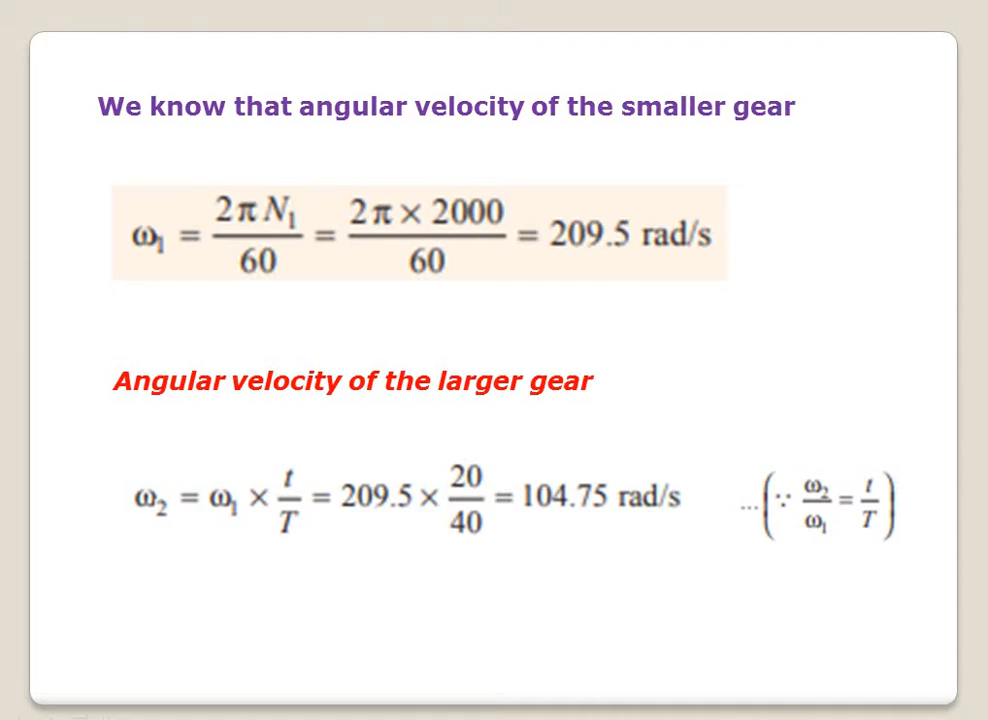 We know that angular velocity of the smaller gear
ω₁ = 2π N₁ / 60 = 2π × 2000 / 60 = 209.5 rad/s
Angular velocity of the larger gear
ω₂ = ω₁ × t / T = 209.5 × 20 / 40 = 104.75 rad/s ...(∵ ω₂ / ω₁ = t / T)